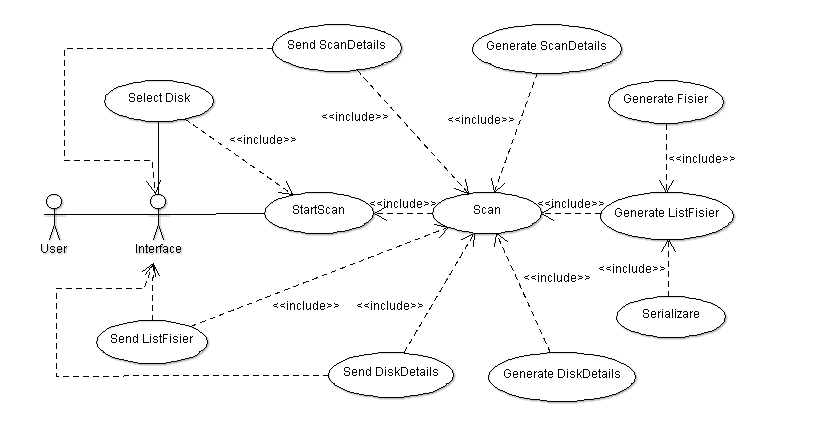 Send ScanDetails
Generate ScanDetails
Select Disk
Generate Fisier
<<include>>
<<include>>
<<include>>
<<include>>
<<include>>
<<include>>
StartScan
Scan
Generate ListFisier
User
Interface
<<include>>
<<include>>
<<include>>
<<include>>
Serializare
Send ListFisier
Send DiskDetails
Generate DiskDetails